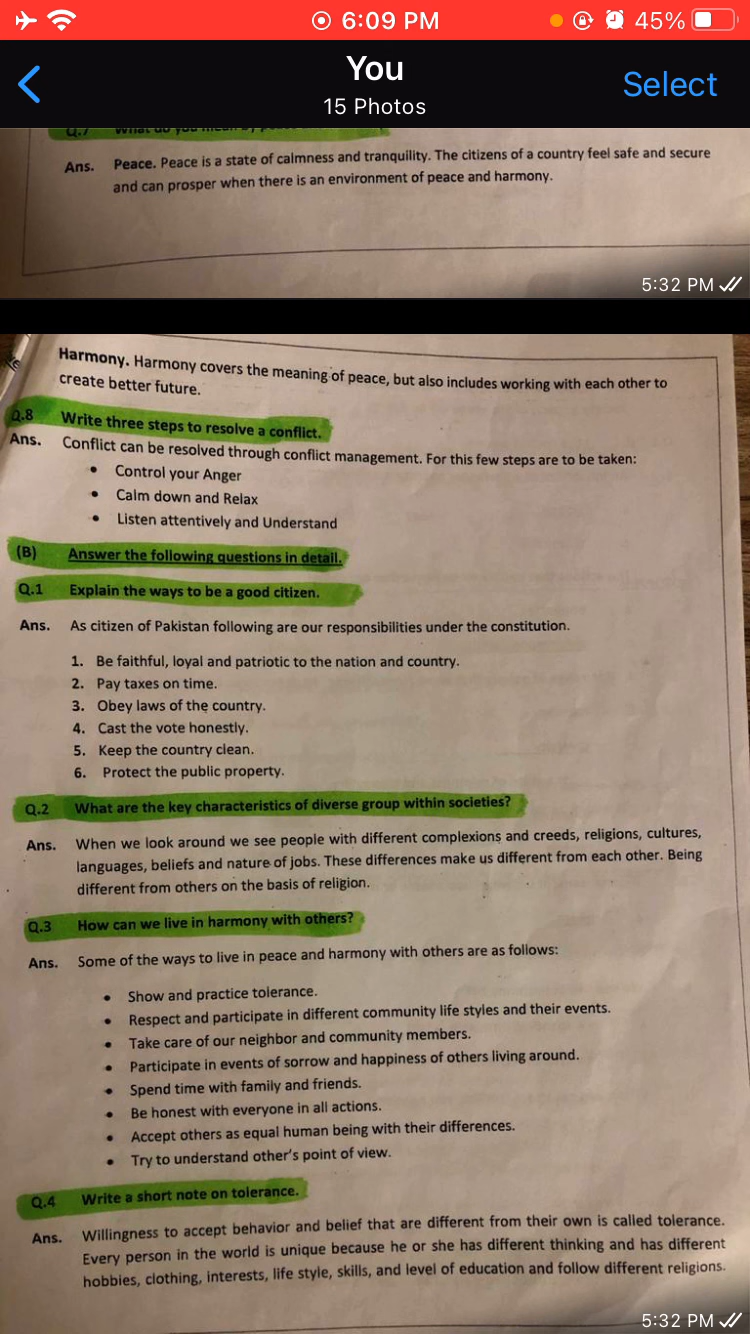 6:09 PM
45%
You
Select
15 Photos
Q.7 What do you mean by
Ans. Peace. Peace is a state of calmness and tranquility. The citizens of a country feel safe and secure
and can prosper when there is an environment of peace and harmony.
5:32 PM
Harmony. Harmony covers the meaning of peace, but also includes working with each other to
create better future.
Q.8 Write three steps to resolve a conflict.
Ans. Conflict can be resolved through conflict management. For this few steps are to be taken:
• Control your Anger
• Calm down and Relax
• Listen attentively and Understand
(B) Answer the following questions in detail.
Q.1 Explain the ways to be a good citizen.
Ans. As citizen of Pakistan following are our responsibilities under the constitution.
1. Be faithful, loyal and patriotic to the nation and country.
2. Pay taxes on time.
3. Obey laws of the country.
4. Cast the vote honestly.
5. Keep the country clean.
6. Protect the public property.
Q.2 What are the key characteristics of diverse group within societies?
Ans. When we look around we see people with different complexions and creeds, religions, cultures,
languages, beliefs and nature of jobs. These differences make us different from each other. Being
different from others on the basis of religion.
Q.3 How can we live in harmony with others?
Ans. Some of the ways to live in peace and harmony with others are as follows:
• Show and practice tolerance.
• Respect and participate in different community life styles and their events.
• Take care of our neighbor and community members.
• Participate in events of sorrow and happiness of others living around.
• Spend time with family and friends.
• Be honest with everyone in all actions.
• Accept others as equal human being with their differences.
• Try to understand other's point of view.
Q.4 Write a short note on tolerance.
Ans. Willingness to accept behavior and belief that are different from their own is called tolerance.
Every person in the world is unique because he or she has different thinking and has different
hobbies, clothing, interests, life style, skills, and level of education and follow different religions.
5:32 PM